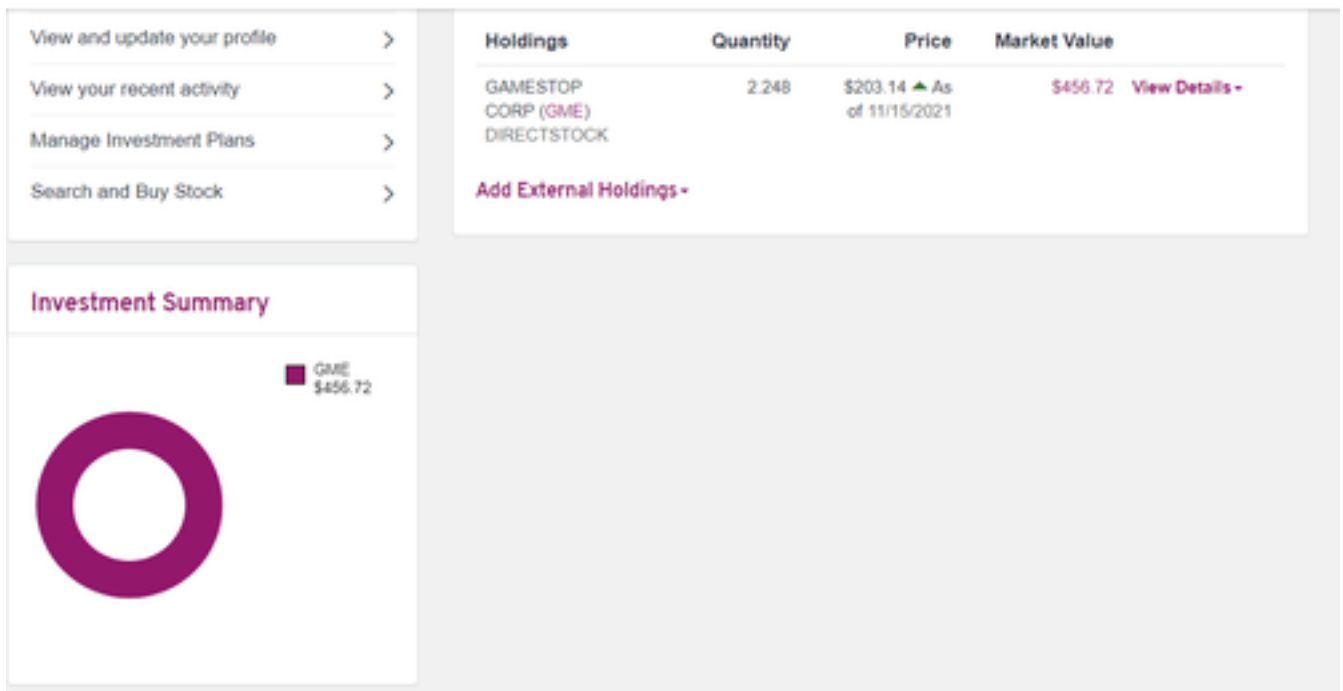 View and update your profile
View your recent activity
Manage Investment Plans
Search and Buy Stock
Holdings Quantity Price Market Value
GAMESTOP 2.248 $203.14 ▲ As $456.72 View Details
CORP (GME) of 11/15/2021
DIRECTSTOCK
Add External Holdings
Investment Summary
GME
$456.72